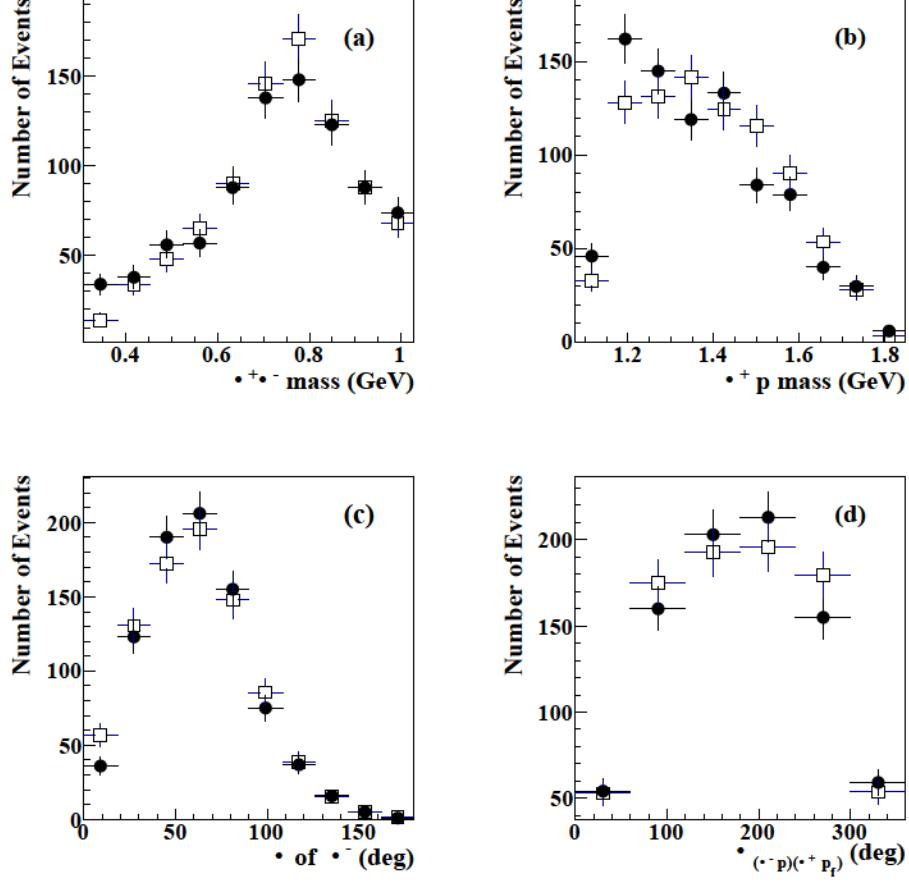 Number of Events
(a)
150
100
50
0.4 0.6 0.8 1
• +• - mass (GeV)
Number of Events
(b)
150
100
50
0
1.2 1.4 1.6 1.8
• + p mass (GeV)
Number of Events
(c)
200
150
100
50
0
0 50 100 150
• of • - (deg)
Number of Events
(d)
200
150
100
50
0 100 200 300
• (• - p)(• + pf) (deg)